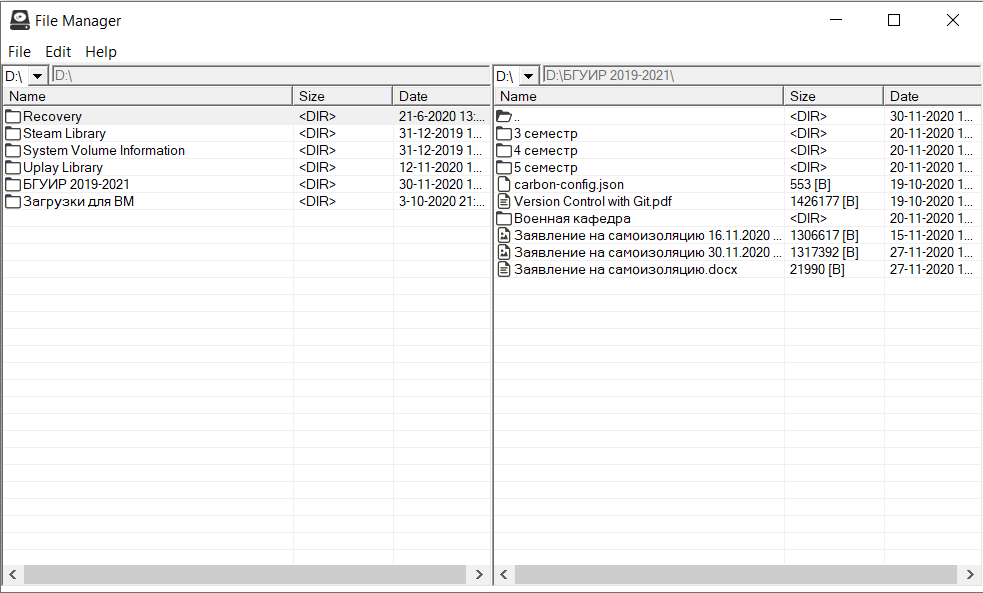 File Manager
File Edit Help
D:\ D:\
Name Size Date
Recovery <DIR> 21-6-2020 13:...
Steam Library <DIR> 31-12-2019 1...
System Volume Information <DIR> 31-12-2019 1...
Uplay Library <DIR> 12-11-2020 1...
БГУИР 2019-2021 <DIR> 30-11-2020 1...
Загрузки для ВМ <DIR> 3-10-2020 21:...
D:\ D:\БГУИР 2019-2021\
Name Size Date
.. <DIR> 30-11-2020 1...
3 семестр <DIR> 20-11-2020 1...
4 семестр <DIR> 20-11-2020 1...
5 семестр <DIR> 20-11-2020 1...
carbon-config.json 553 [B] 19-10-2020 1...
Version Control with Git.pdf 1426177 [B] 19-10-2020 1...
Военная кафедра <DIR> 20-11-2020 1...
Заявление на самоизоляцию 16.11.2020 ... 1306617 [B] 15-11-2020 1...
Заявление на самоизоляцию 30.11.2020 ... 1317392 [B] 27-11-2020 1...
Заявление на самоизоляцию.docx 21990 [B] 27-11-2020 1...